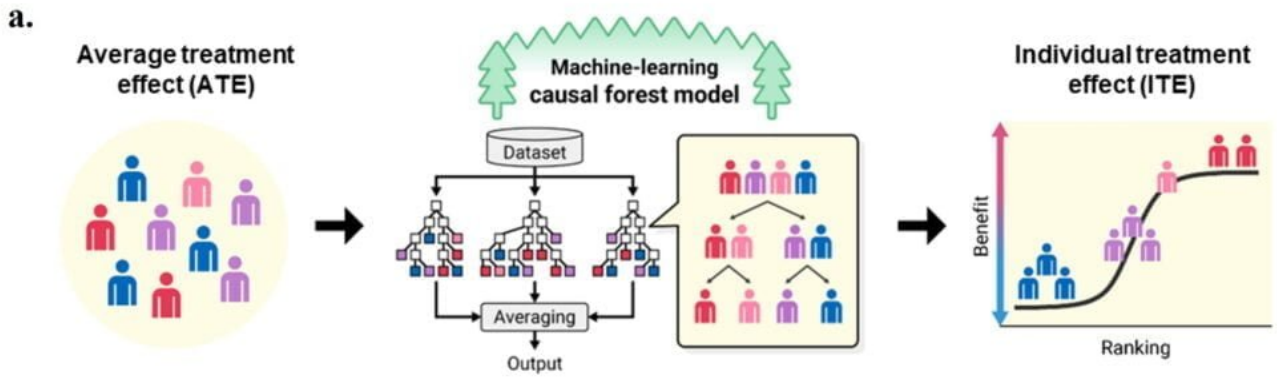 a.
Average treatment
effect (ATE)
Machine-learning
causal forest model
Dataset
Averaging
Output
Individual treatment
effect (ITE)
Benefit
Ranking